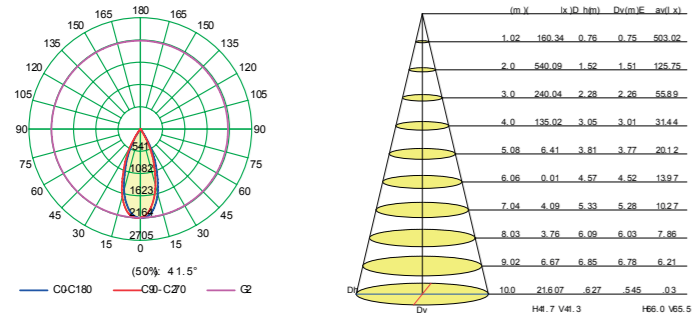 180
165 165
150 150
135 135
120 120
105 105
90 90
75 75
60 60
45 45
30 30
15 15
0
541
1082
1623
2164
2705
(50%: 41.5°
C0-C180 C90-C270 G2
(m)( lx)D h(m) Dv(m)E av(lx)
1.02 160.34 0.76 0.75 503.02
2.0 540.09 1.52 1.51 125.75
3.0 240.04 2.28 2.26 55.89
4.0 135.02 3.05 3.01 31.44
5.08 6.41 3.81 3.77 20.12
6.06 0.01 4.57 4.52 13.97
7.04 4.09 5.33 5.28 10.27
8.03 3.76 6.09 6.03 7.86
9.02 6.67 6.85 6.78 6.21
10.0 216.07 .627 .545 .03
Dh
Dv
H41.7 V41.3 H66.0 V65.5